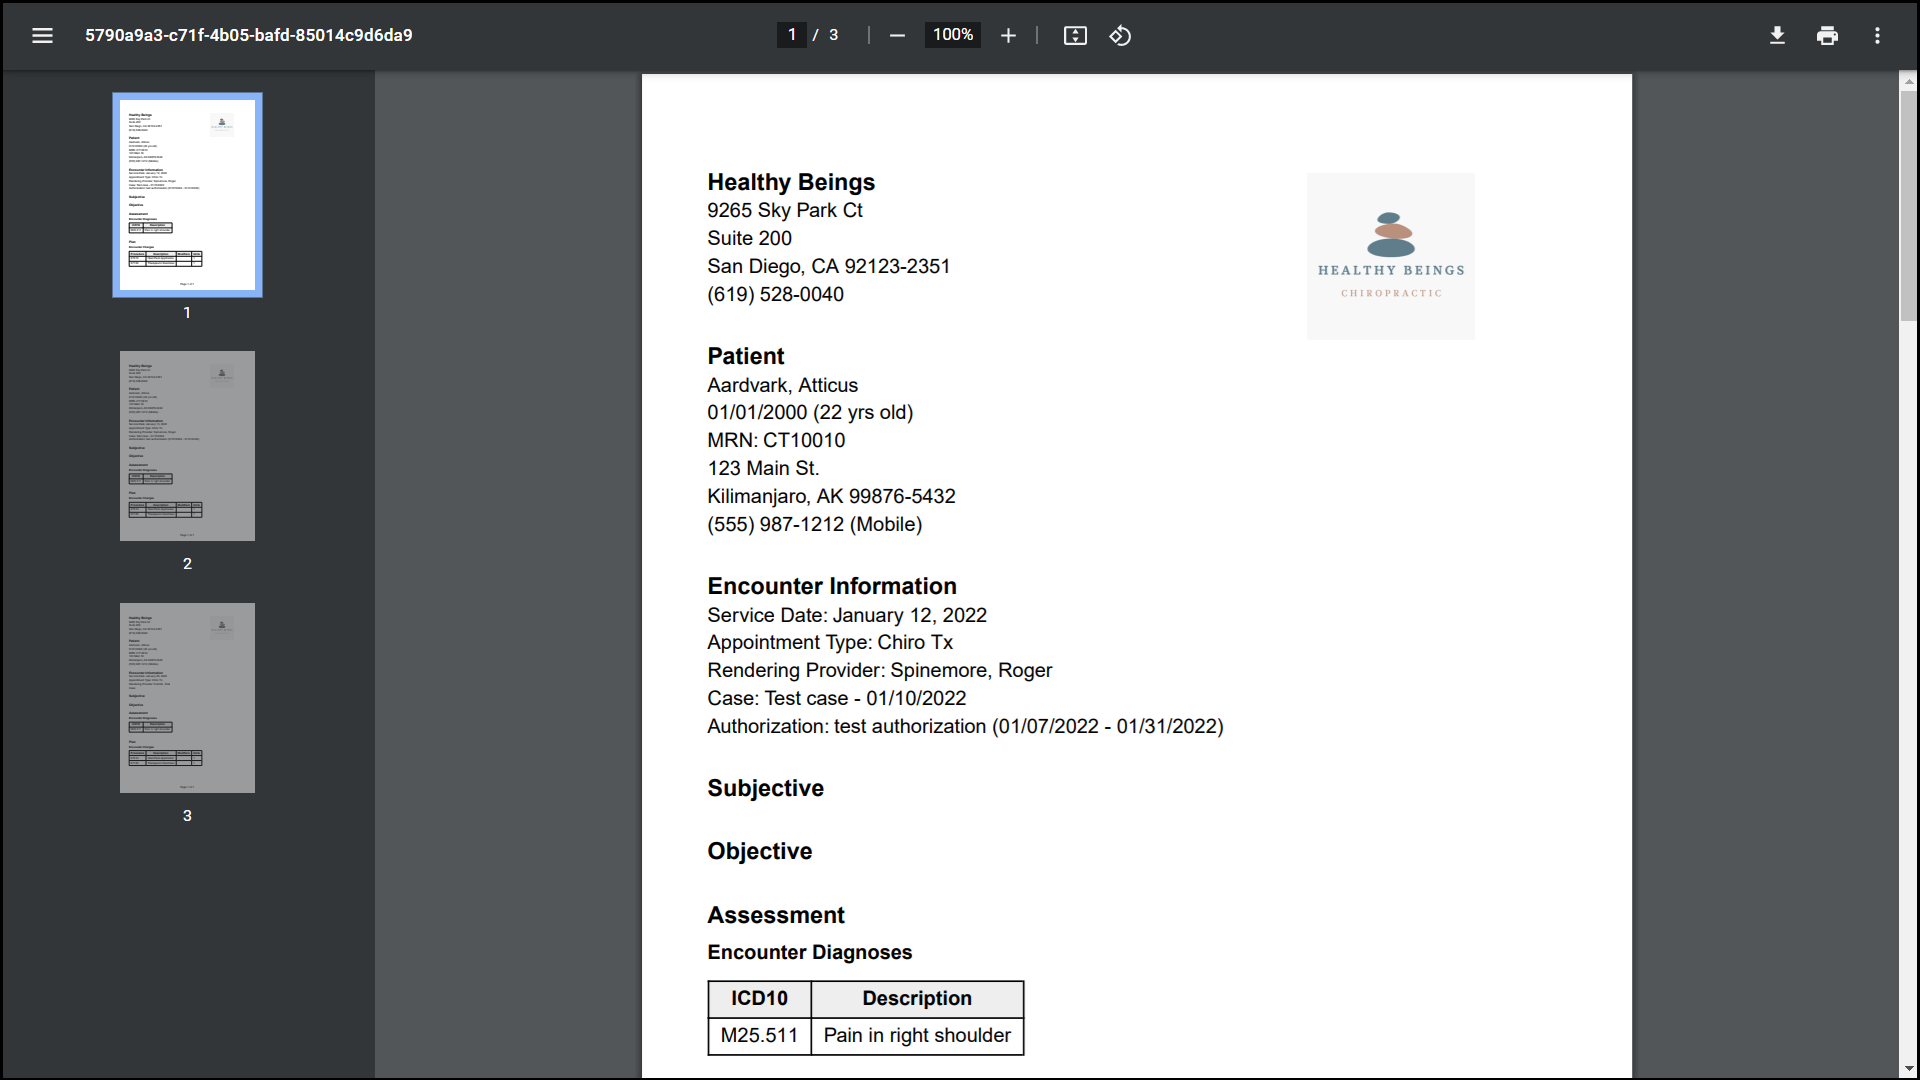 5790a9a3-c71f-4b05-bafd-85014c9d6da9
1 / 3
100%
1
2
3
Healthy Beings
9265 Sky Park Ct
Suite 200
San Diego, CA 92123-2351
(619) 528-0040
HEALTHY BEINGS
CHIROPRACTIC
Patient
Aardvark, Atticus
01/01/2000 (22 yrs old)
MRN: CT10010
123 Main St.
Kilimanjaro, AK 99876-5432
(555) 987-1212 (Mobile)
Encounter Information
Service Date: January 12, 2022
Appointment Type: Chiro Tx
Rendering Provider: Spinemore, Roger
Case: Test case - 01/10/2022
Authorization: test authorization (01/07/2022 - 01/31/2022)
Subjective
Objective
Assessment
Encounter Diagnoses
ICD10 Description
M25.511 Pain in right shoulder